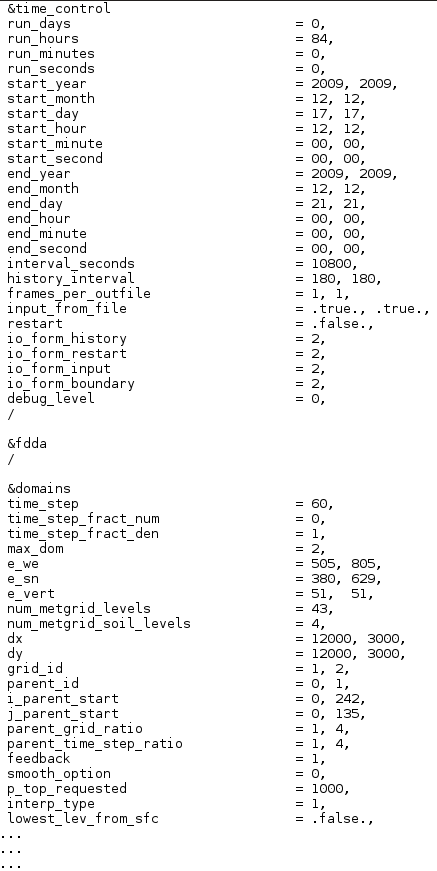 &time_control
run_days = 0,
run_hours = 84,
run_minutes = 0,
run_seconds = 0,
start_year = 2009, 2009,
start_month = 12, 12,
start_day = 17, 17,
start_hour = 12, 12,
start_minute = 00, 00,
start_second = 00, 00,
end_year = 2009, 2009,
end_month = 12, 12,
end_day = 21, 21,
end_hour = 00, 00,
end_minute = 00, 00,
end_second = 00, 00,
interval_seconds = 10800,
history_interval = 180, 180,
frames_per_outfile = 1, 1,
input_from_file = .true., .true.,
restart = .false.,
io_form_history = 2,
io_form_restart = 2,
io_form_input = 2,
io_form_boundary = 2,
debug_level = 0,
/
&fdda
/
&domains
time_step = 60,
time_step_fract_num = 0,
time_step_fract_den = 1,
max_dom = 2,
e_we = 505, 805,
e_sn = 380, 629,
e_vert = 51, 51,
num_metgrid_levels = 43,
num_metgrid_soil_levels = 4,
dx = 12000, 3000,
dy = 12000, 3000,
grid_id = 1, 2,
parent_id = 0, 1,
i_parent_start = 0, 242,
j_parent_start = 0, 135,
parent_grid_ratio = 1, 4,
parent_time_step_ratio = 1, 4,
feedback = 1,
smooth_option = 0,
p_top_requested = 1000,
interp_type = 1,
lowest_lev_from_sfc = .false.,
...
...
...